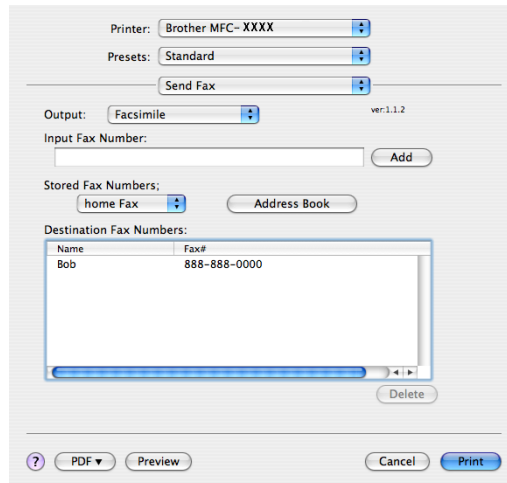 Printer: Brother MFC- XXXX
Presets: Standard
Send Fax
Output: Facsimile ver:1.1.2
Input Fax Number:
Add
Stored Fax Numbers;
home Fax Address Book
Destination Fax Numbers:
Name Fax#
Bob 888-888-0000
Delete
? PDF▼ Preview Cancel Print